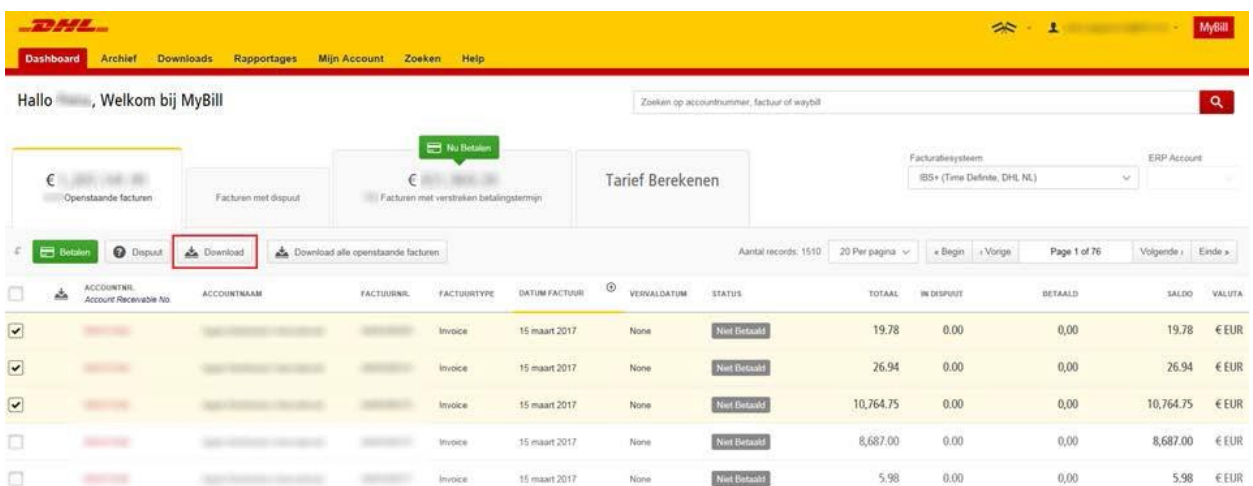 DHL
MyBill
Dashboard Archief Downloads Rapportages Mijn Account Zoeken Help
Hallo , Welkom bij MyBill
Zoeken op accountnummer, factuur of waybill
Nu Betalen
Facturatiesysteem ERP Account
€ € Tarief Berekenen IBS+ (Time Definite, DHL NL)
Openstaande facturen Facturen met dispuut Facturen met verstreken betalingstermijn
Betalen Dispuut Download Download alle openstaande facturen Aantal records: 1510 20 Per pagina « Begin ‹ Vorige Page 1 of 76 Volgende › Einde »
ACCOUNTNR. ACCOUNTNAAM FACTUURNR. FACTUURTYPE DATUM FACTUUR VERVALDATUM STATUS TOTAAL IN DISPUUT BETAALD SALDO VALUTA
Account Receivable No.
Invoice 15 maart 2017 None Niet Betaald 19.78 0.00 0,00 19.78 € EUR
Invoice 15 maart 2017 None Niet Betaald 26.94 0.00 0,00 26.94 € EUR
Invoice 15 maart 2017 None Niet Betaald 10,764.75 0.00 0,00 10,764.75 € EUR
Invoice 15 maart 2017 None Niet Betaald 8,687.00 0.00 0,00 8,687.00 € EUR
Invoice 15 maart 2017 None Niet Betaald 5.98 0.00 0,00 5.98 € EUR